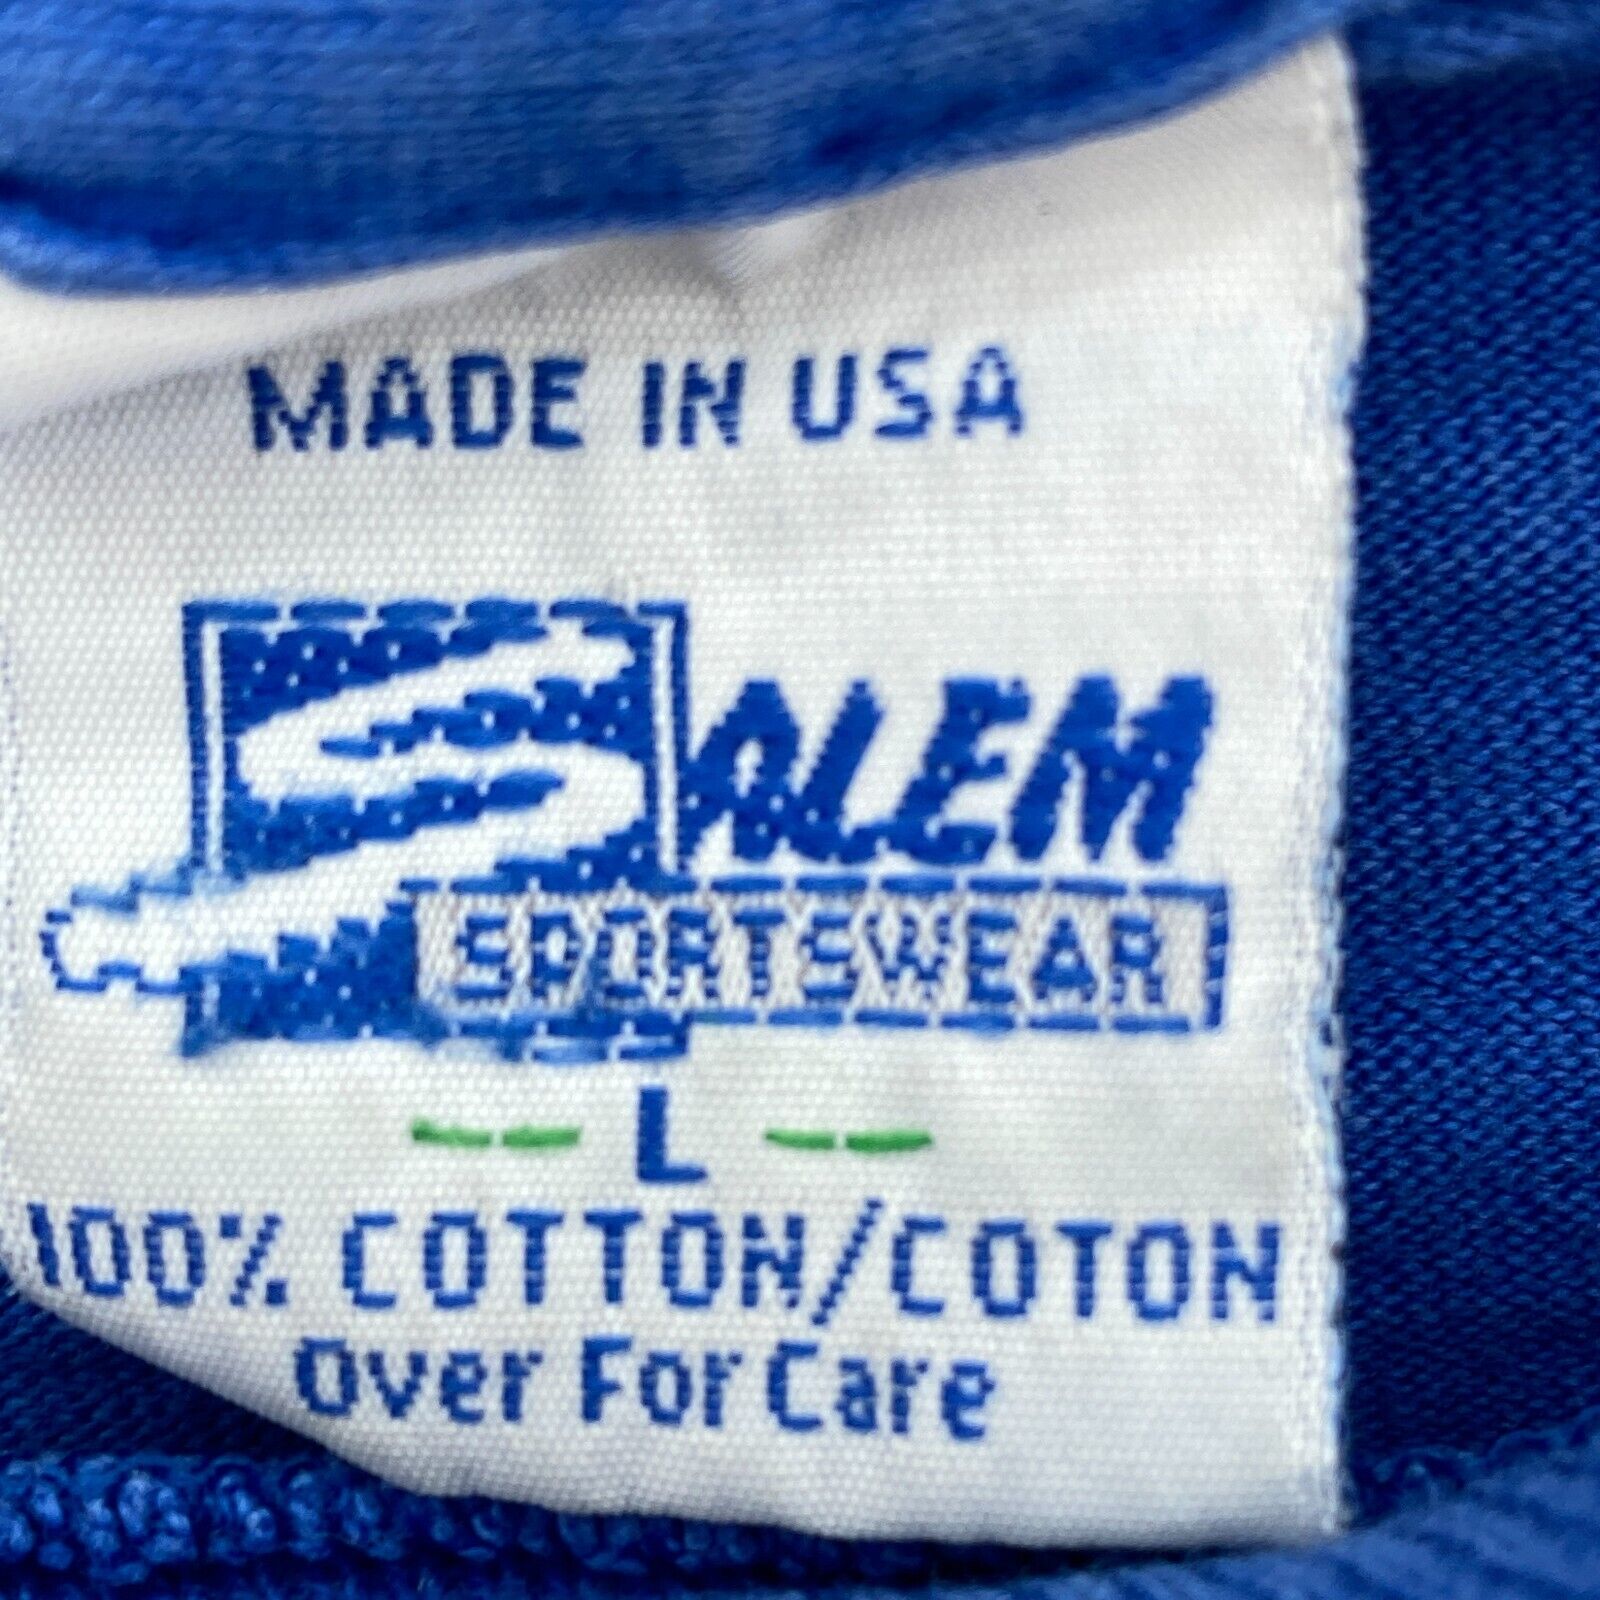 MADE IN USA
SALEM
SPORTSWEAR
-- L --
100% COTTON/COTON
Over For Care